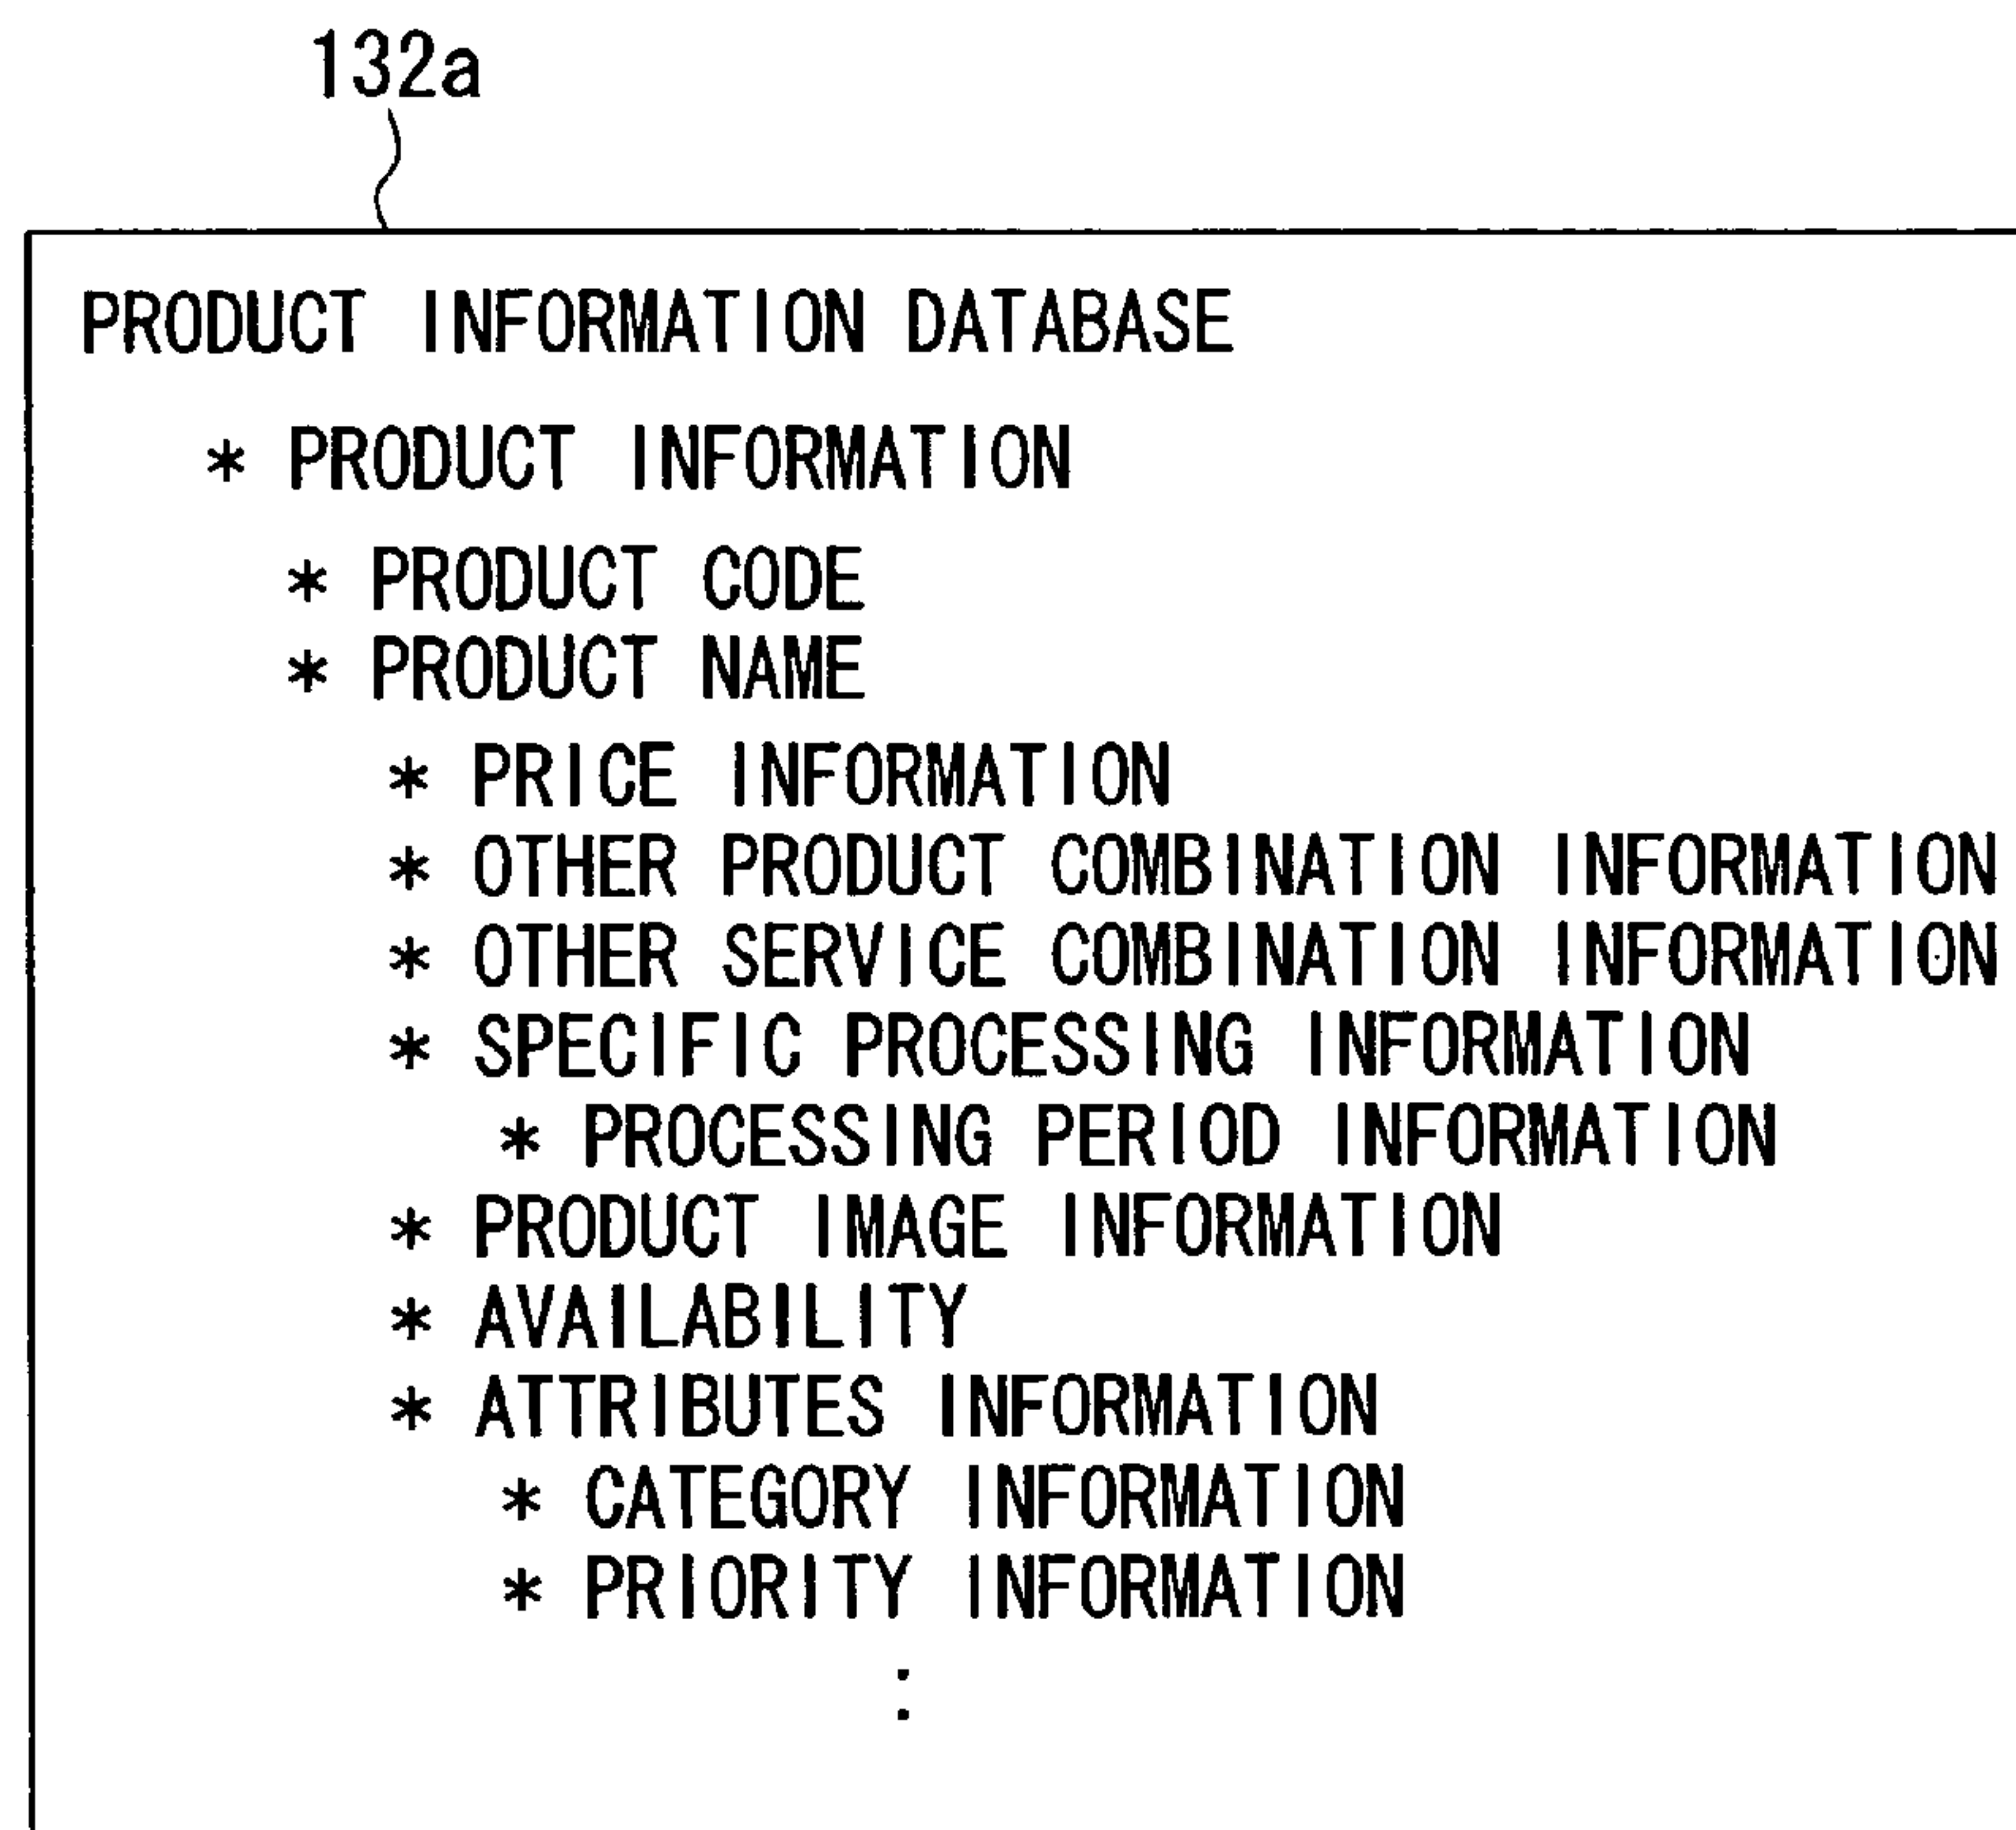 132a
PRODUCT INFORMATION DATABASE
* PRODUCT INFORMATION
* PRODUCT CODE
* PRODUCT NAME
* PRICE INFORMATION
* OTHER PRODUCT COMBINATION INFORMATION
* OTHER SERVICE COMBINATION INFORMATION
* SPECIFIC PROCESSING INFORMATION
* PROCESSING PERIOD INFORMATION
* PRODUCT IMAGE INFORMATION
* AVAILABILITY
* ATTRIBUTES INFORMATION
* CATEGORY INFORMATION
* PRIORITY INFORMATION
: